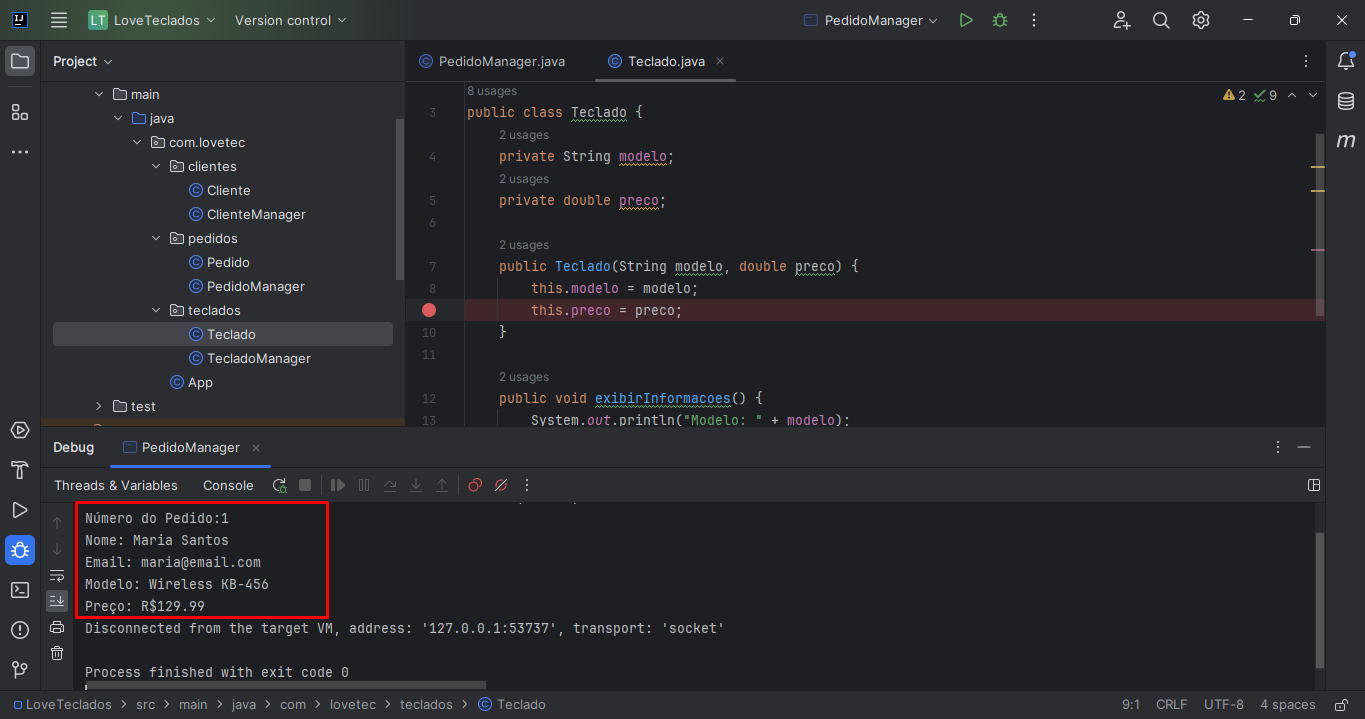 LT LoveTeclados Version control PedidoManager
Project
main
java
com.lovetec
clientes
Cliente
ClienteManager
pedidos
Pedido
PedidoManager
teclados
Teclado
TecladoManager
App
test
PedidoManager.java Teclado.java
2 9
8 usages
3 public class Teclado {
2 usages
4 private String modelo;
2 usages
5 private double preco;
6
2 usages
7 public Teclado(String modelo, double preco) {
8 this.modelo = modelo;
this.preco = preco;
10 }
11
2 usages
12 public void exibirInformacoes() {
13 System.out.println("Modelo: " + modelo);
Debug PedidoManager
Threads & Variables Console
Número do Pedido:1
Nome: Maria Santos
Email: maria@email.com
Modelo: Wireless KB-456
Preço: R$129.99
Disconnected from the target VM, address: '127.0.0.1:53737', transport: 'socket'
Process finished with exit code 0
LoveTeclados > src > main > java > com > lovetec > teclados > Teclado 9:1 CRLF UTF-8 4 spaces